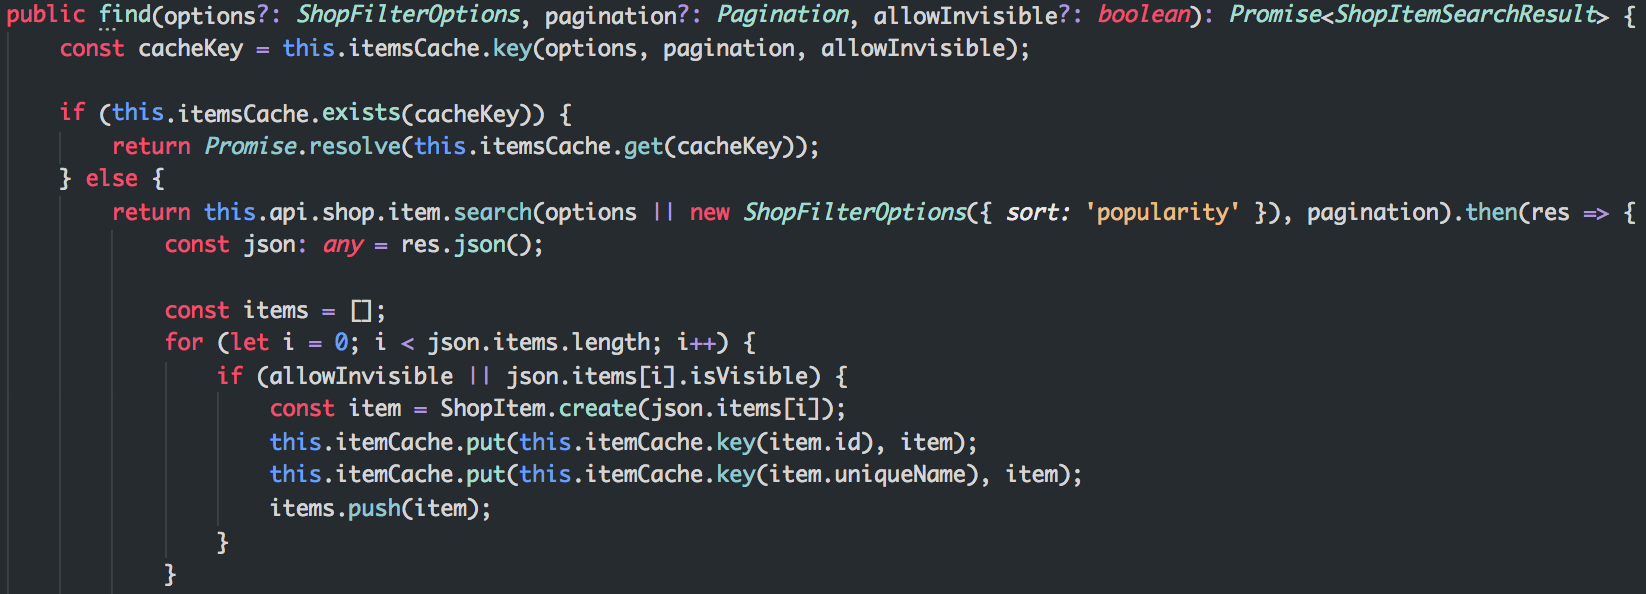 public find(options?: ShopFilterOptions, pagination?: Pagination, allowInvisible?: boolean): Promise<ShopItemSearchResult> {
    const cacheKey = this.itemsCache.key(options, pagination, allowInvisible);

    if (this.itemsCache.exists(cacheKey)) {
        return Promise.resolve(this.itemsCache.get(cacheKey));
    } else {
        return this.api.shop.item.search(options || new ShopFilterOptions({ sort: 'popularity' }), pagination).then(res => {
            const json: any = res.json();

            const items = [];
            for (let i = 0; i < json.items.length; i++) {
                if (allowInvisible || json.items[i].isVisible) {
                    const item = ShopItem.create(json.items[i]);
                    this.itemCache.put(this.itemCache.key(item.id), item);
                    this.itemCache.put(this.itemCache.key(item.uniqueName), item);
                    items.push(item);
                }
            }